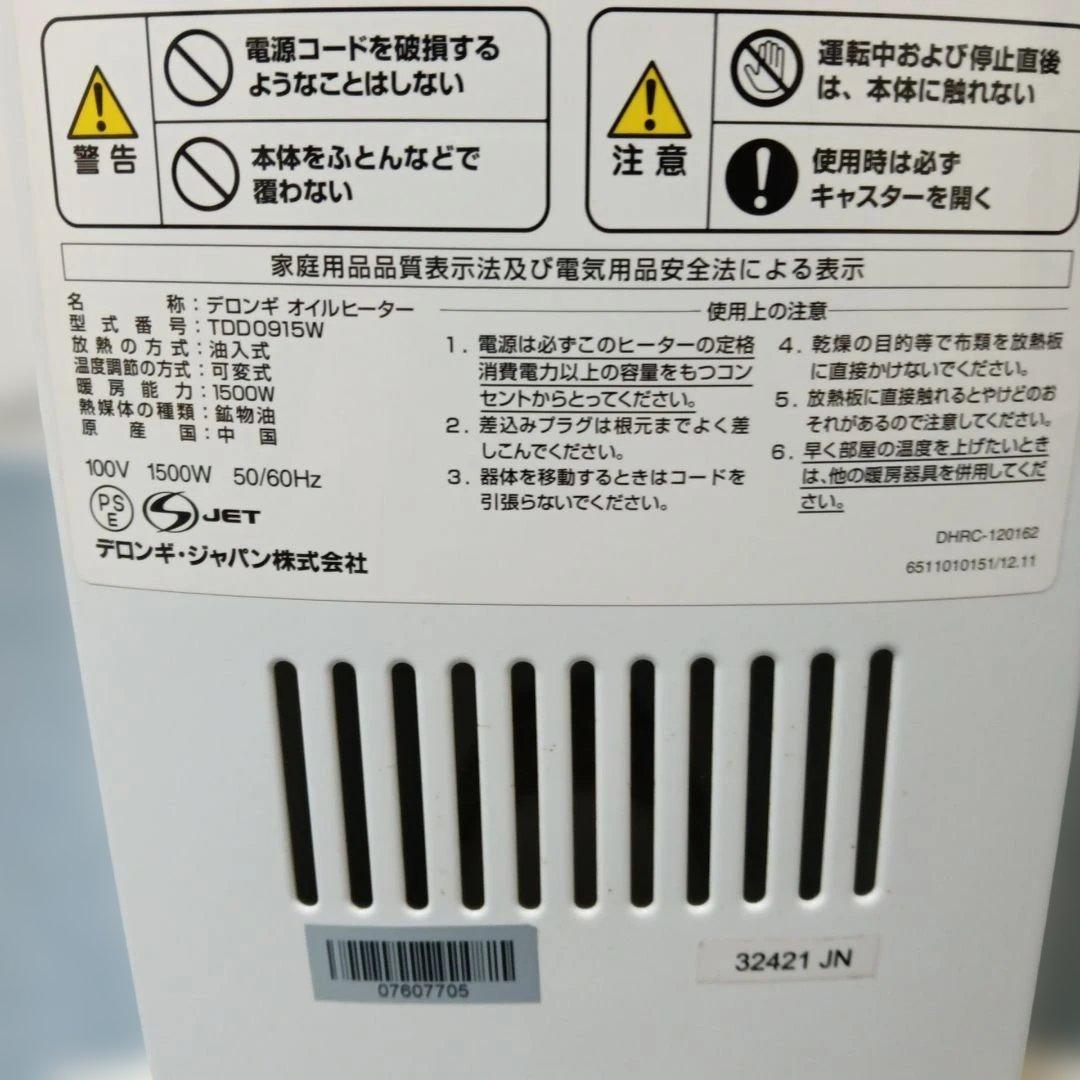 警告
電源コードを破損する
ようなことはしない
本体をふとんなどで
覆わない
注意
運転中および停止直後
は、本体に触れない
使用時は必ず
キャスターを開く
家庭用品品質表示法及び電気用品安全法による表示
名称：デロンギ オイルヒーター
型式番号：TDD0915W
放熱の方式：油入式
温度調節の方式：可変式
暖房能力：1500W
熱媒体の種類：鉱物油
原産国：中国
100V 1500W 50/60Hz
PSE
S JET
デロンギ・ジャパン株式会社
使用上の注意
1. 電源は必ずこのヒーターの定格
消費電力以上の容量をもつコン
セントからとってください。
2. 差込みプラグは根元までよく差
しこんでください。
3. 器体を移動するときはコードを
引張らないでください。
4. 乾燥の目的等で布類を放熱板
に直接かけないでください。
5. 放熱板に直接触れるとやけどのお
それがあるので注意してください。
6. 早く部屋の温度を上げたいとき
は、他の暖房器具を併用してくだ
さい。
DHRC-120162
6511010151/12.11
07607705
32421 JN